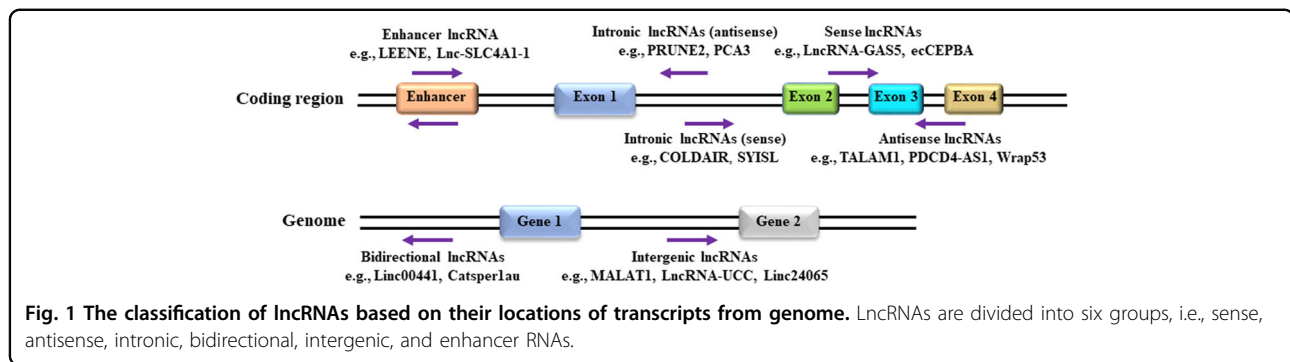 Enhancer lncRNA
e.g., LEENE, Lnc-SLC4A1-1
Intronic lncRNAs (antisense)
e.g., PRUNE2, PCA3
Sense lncRNAs
e.g., LncRNA-GAS5, ecCEPBA
Coding region
Enhancer
Exon 1
Exon 2
Exon 3
Exon 4
Intronic lncRNAs (sense)
e.g., COLDAIR, SYISL
Antisense lncRNAs
e.g., TALAM1, PDCD4-AS1, Wrap53
Genome
Gene 1
Gene 2
Bidirectional lncRNAs
e.g., Linc00441, Catsper1au
Intergenic lncRNAs
e.g., MALAT1, LncRNA-UCC, Linc24065
Fig. 1 The classification of lncRNAs based on their locations of transcripts from genome. LncRNAs are divided into six groups, i.e., sense,
antisense, intronic, bidirectional, intergenic, and enhancer RNAs.